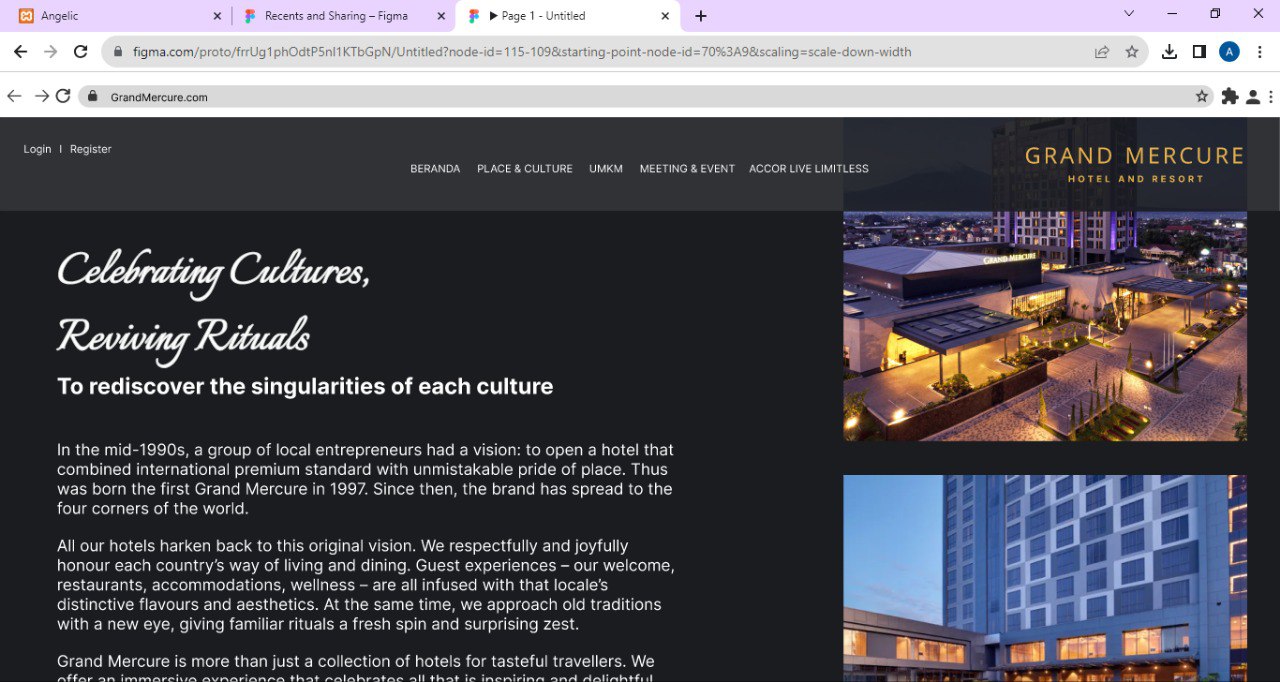 Angelic
Recents and Sharing – Figma
Page 1 - Untitled
figma.com/proto/frrUg1phOdtP5nI1KTbGpN/Untitled?node-id=115-109&starting-point-node-id=70%3A9&scaling=scale-down-width
A
GrandMercure.com
Login I Register
BERANDA PLACE & CULTURE UMKM MEETING & EVENT ACCOR LIVE LIMITLESS
GRAND MERCURE
HOTEL AND RESORT
Celebrating Cultures,
Reviving Rituals
To rediscover the singularities of each culture
GRAND MERCURE
In the mid-1990s, a group of local entrepreneurs had a vision: to open a hotel that
combined international premium standard with unmistakable pride of place. Thus
was born the first Grand Mercure in 1997. Since then, the brand has spread to the
four corners of the world.
All our hotels harken back to this original vision. We respectfully and joyfully
honour each country’s way of living and dining. Guest experiences – our welcome,
restaurants, accommodations, wellness – are all infused with that locale’s
distinctive flavours and aesthetics. At the same time, we approach old traditions
with a new eye, giving familiar rituals a fresh spin and surprising zest.
Grand Mercure is more than just a collection of hotels for tasteful travellers. We
offer an immersive experience that celebrates all that is inspiring and delightful